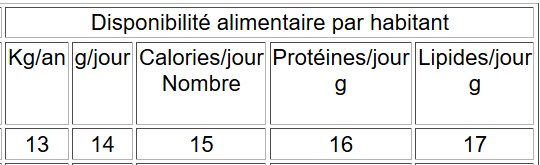 Disponibilité alimentaire par habitant
Kg/an g/jour Calories/jour Protéines/jour Lipides/jour
Nombre g g
13 14 15 16 17